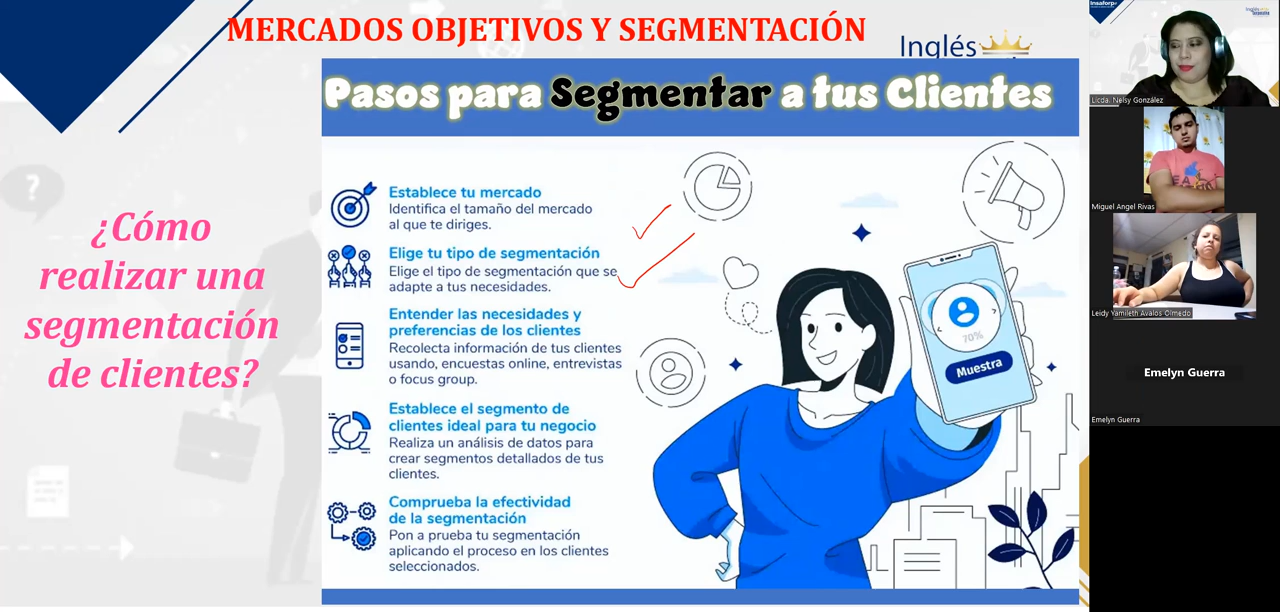 MERCADOS OBJETIVOS Y SEGMENTACIÓN
Inglés
Pasos para Segmentar a tus Clientes
¿Cómo
realizar una
segmentación
de clientes?
Establece tu mercado
Identifica el tamaño del mercado
al que te diriges.
Elige tu tipo de segmentación
Elige el tipo de segmentación que se
adapte a tus necesidades.
Entender las necesidades y
preferencias de los clientes
Recolecta información de tus clientes
usando, encuestas online, entrevistas
o focus group.
Establece el segmento de
clientes ideal para tu negocio
Realiza un análisis de datos para
crear segmentos detallados de tus
clientes.
Comprueba la efectividad
de la segmentación
Pon a prueba tu segmentación
aplicando el proceso en los clientes
seleccionados.
70%
Muestra
?
Insaforp
Licda. Nelsy González
Miguel Angel Rivas
Leidy Yamileth Avalos Olmedo
Emelyn Guerra
Emelyn Guerra